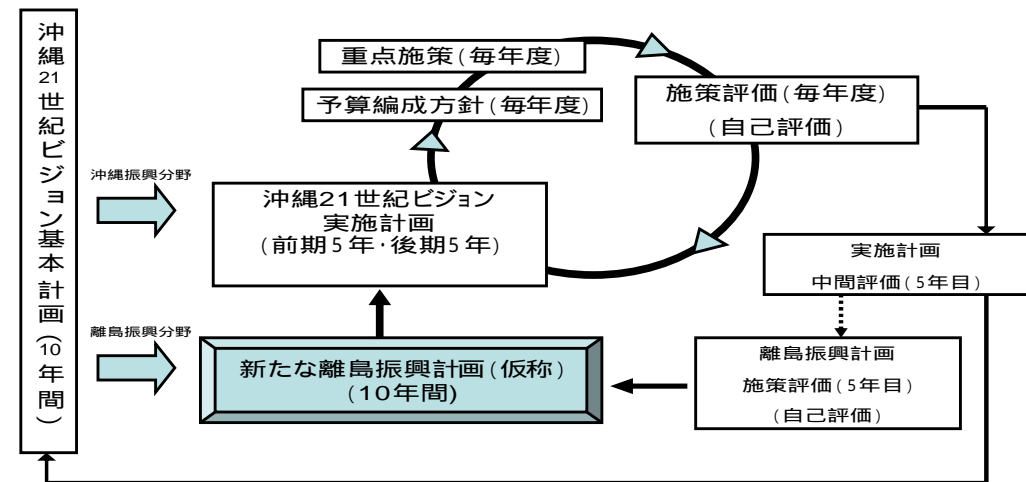 沖縄21世紀ビジョン基本計画(10年間)
重点施策(毎年度)
予算編成方針(毎年度)
施策評価(毎年度)
(自己評価)
沖縄振興分野
沖縄21世紀ビジョン
実施計画
(前期5年・後期5年)
実施計画
中間評価(5年目)
離島振興分野
新たな離島振興計画(仮称)
(10年間)
離島振興計画
施策評価(5年目)
(自己評価)